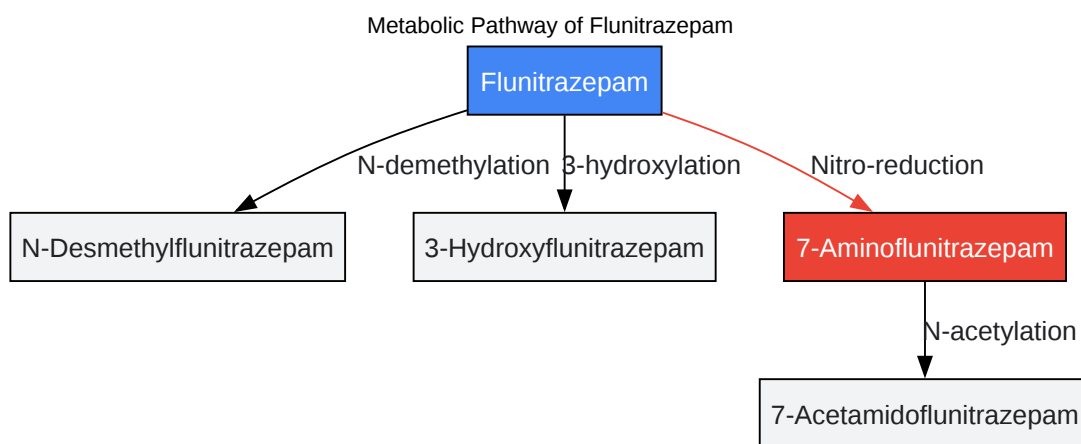 Metabolic Pathway of Flunitrazepam
Flunitrazepam
N-demethylation
3-hydroxylation
Nitro-reduction
N-Desmethylflunitrazepam
3-Hydroxyflunitrazepam
7-Aminoflunitrazepam
N-acetylation
7-Acetamidoflunitrazepam